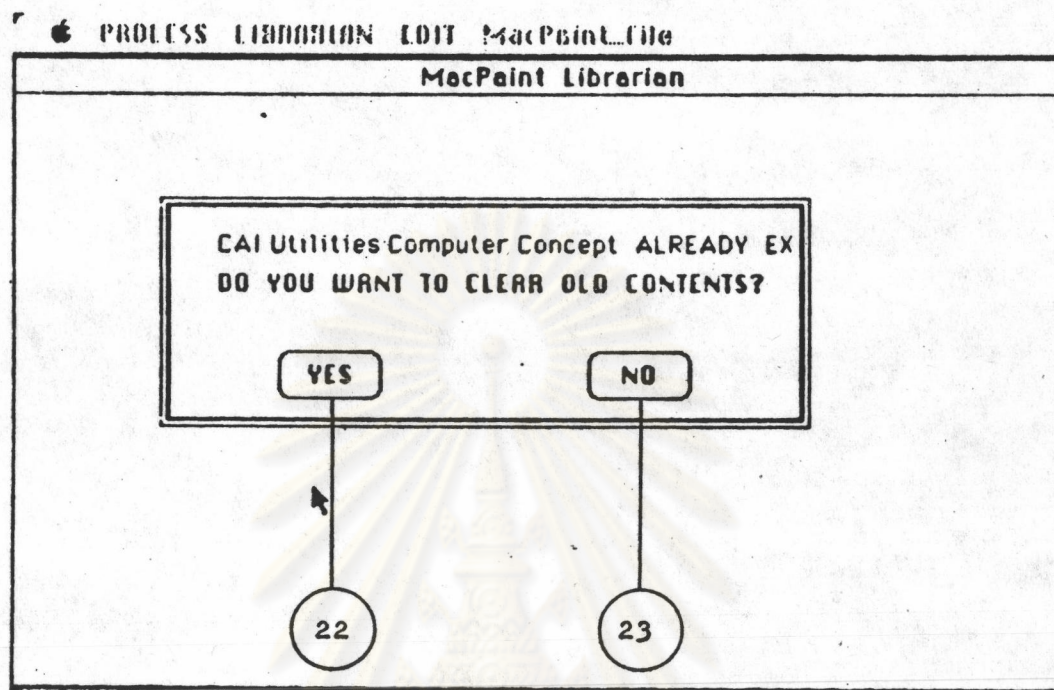 PROCESS LIBRARIAN EDIT MacPaint_File
MacPaint Librarian
CAI Utilities:Computer Concept ALREADY EX
DO YOU WANT TO CLEAR OLD CONTENTS?
YES NO
22 23